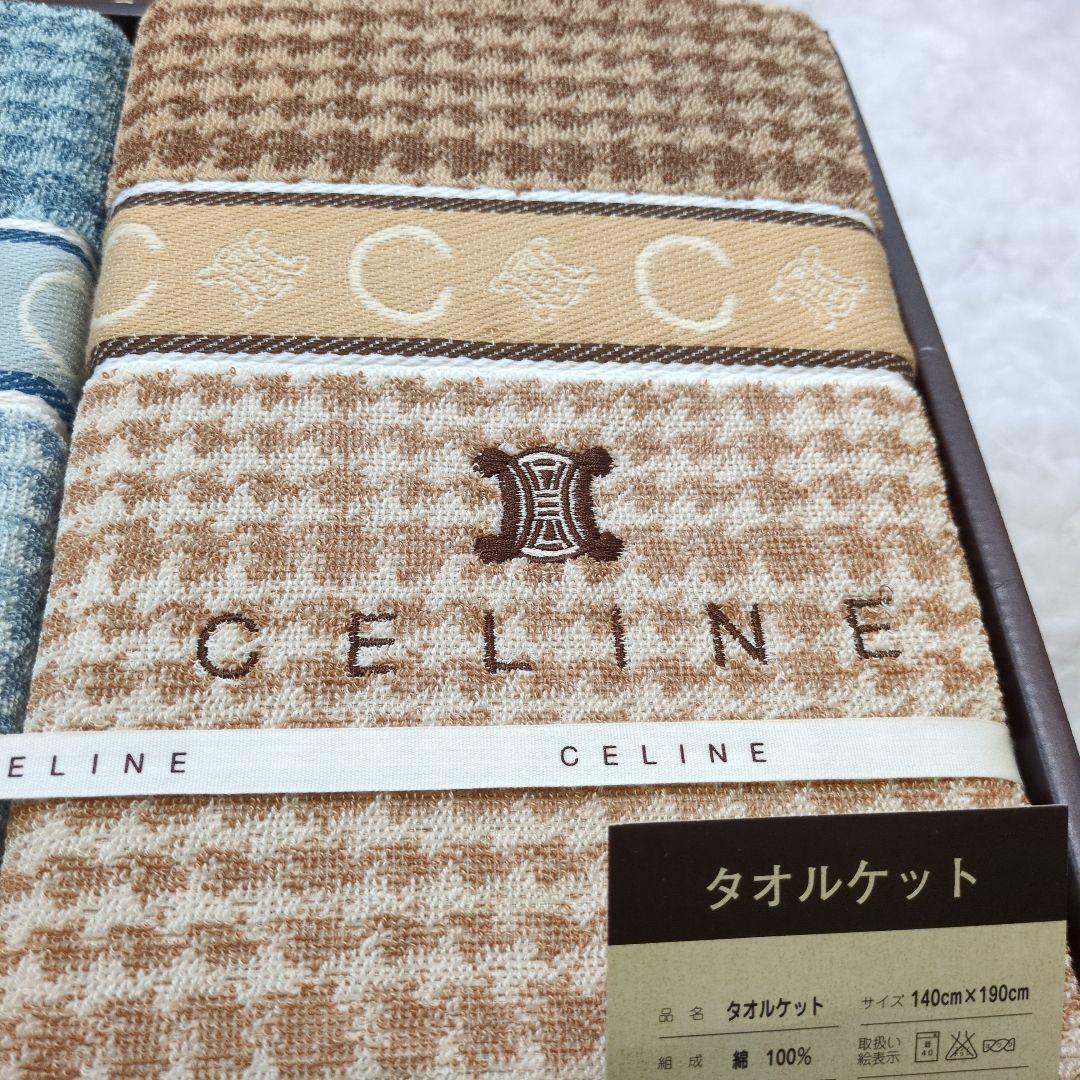 C C C
CELINE
ELINE CELINE
タオルケット
品名 タオルケット サイズ 140cm×190cm
組成 綿 100% 取扱い絵表示 40